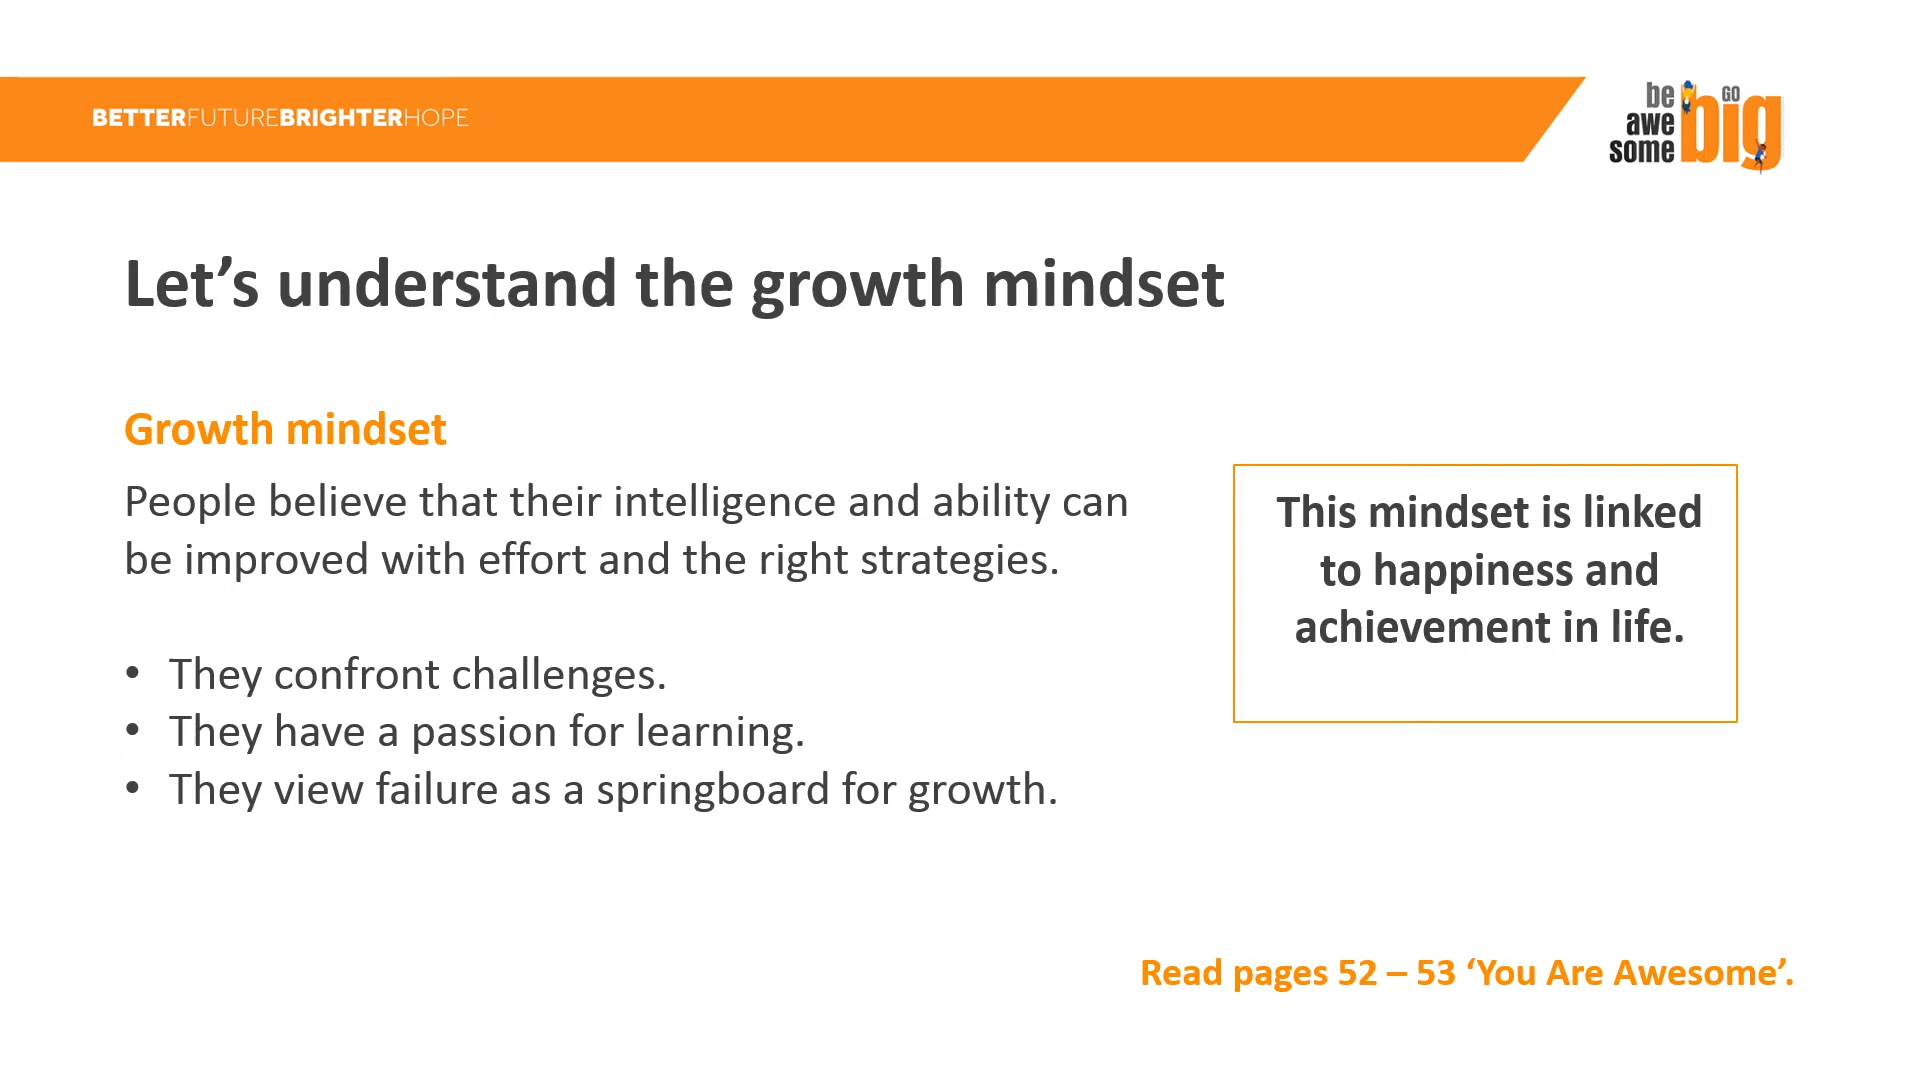 BETTERFUTUREBRIGHTERHOPE
be
awe
some
GO
big
Let’s understand the growth mindset
Growth mindset
People believe that their intelligence and ability can
be improved with effort and the right strategies.
• They confront challenges.
• They have a passion for learning.
• They view failure as a springboard for growth.
This mindset is linked
to happiness and
achievement in life.
Read pages 52 – 53 ‘You Are Awesome’.